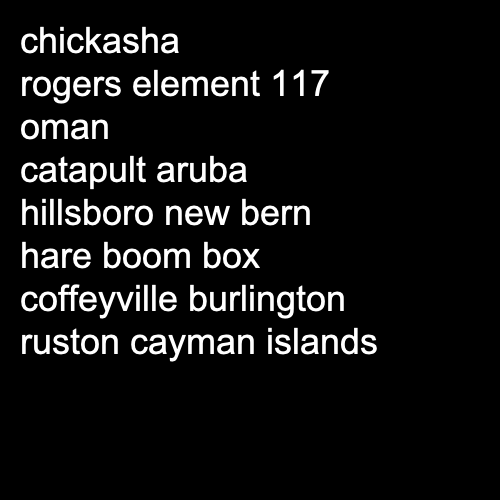 chickasha
rogers element 117
oman
catapult aruba
hillsboro new bern
hare boom box
coffeyville burlington
ruston cayman islands